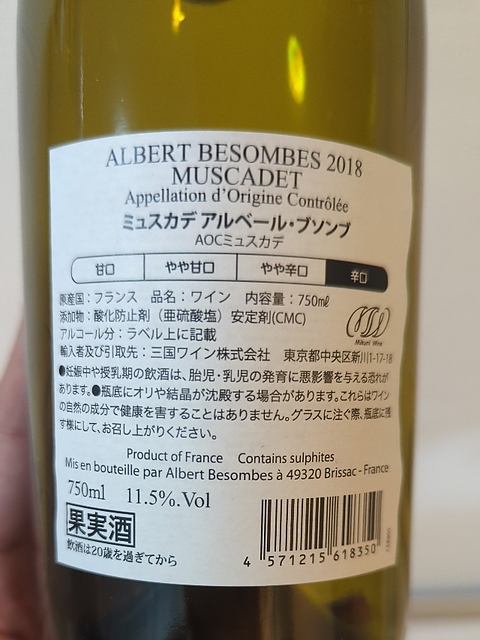 ALBERT BESOMBES 2018
MUSCADET
Appellation d'Origine Contrôlée
ミュスカデ アルベール・ブソンブ
AOCミュスカデ
甘口 やや甘口 やや辛口 辛口
原産国：フランス 品名：ワイン 内容量：750㎖
添加物：酸化防止剤（亜硫酸塩）安定剤(CMC)
アルコール分：ラベル上に記載
Mikuni Wine
輸入者及び引取先：三国ワイン株式会社 東京都中央区新川1-17-18
●妊娠中や授乳期の飲酒は、胎児・乳児の発育に悪影響を与える恐れが
あります。●瓶底にオリや結晶が沈殿する場合があります。これらはワイン
の自然の成分で健康を害することはありません。グラスに注ぐ際、瓶底に残
す様にして、お召し上がりください。
Product of France Contains sulphites
Mis en bouteille par Albert Besombes à 49320 Brissac - France
750ml 11.5%.Vol
果実酒
飲酒は20歳を過ぎてから
4 571215 618350